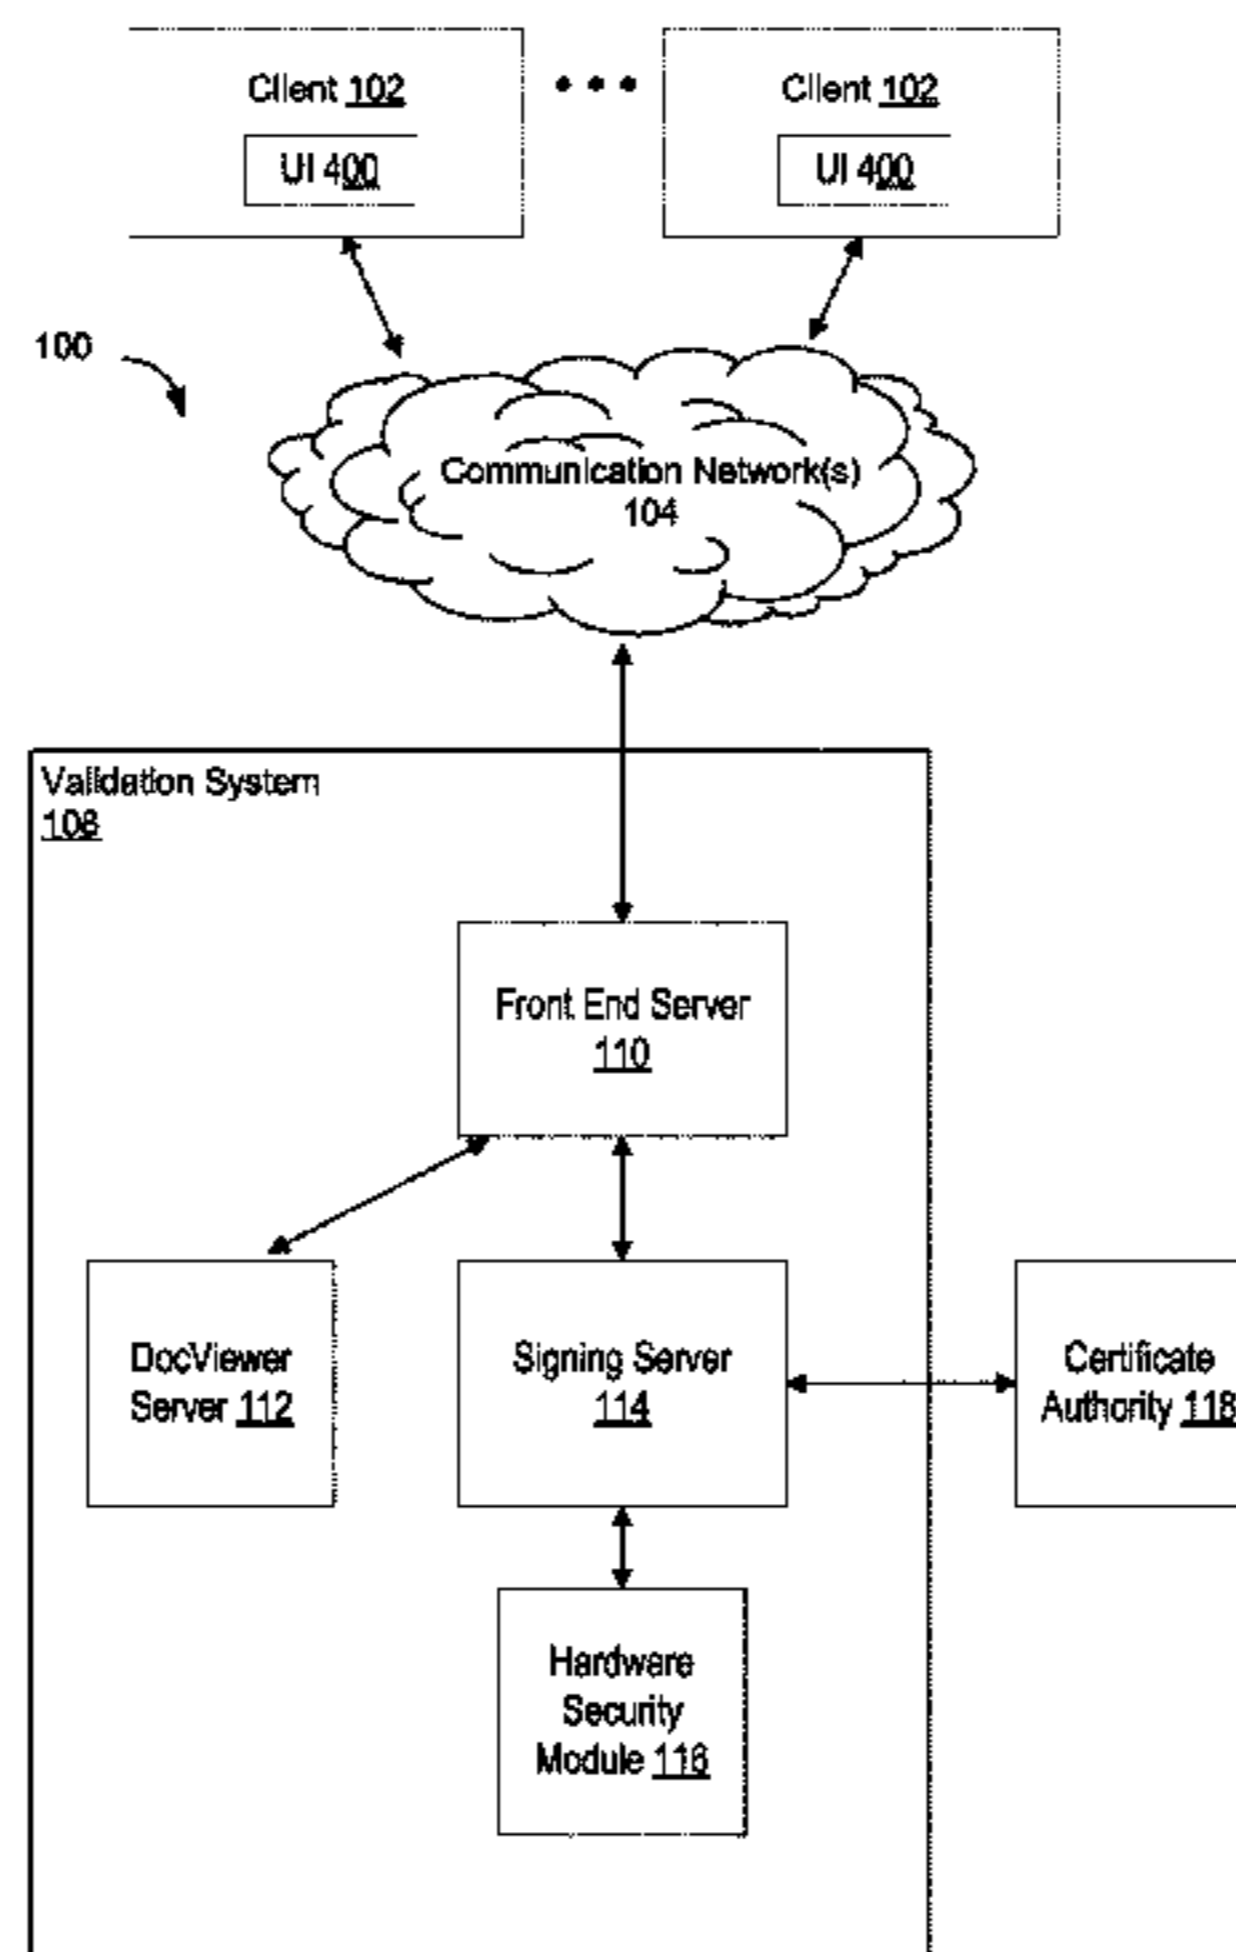 Client 102
UI 400
Client 102
UI 400
100
Communication Network(s)
104
Validation System
108
Front End Server
110
DocViewer
Server 112
Signing Server
114
Certificate
Authority 118
Hardware
Security
Module 116